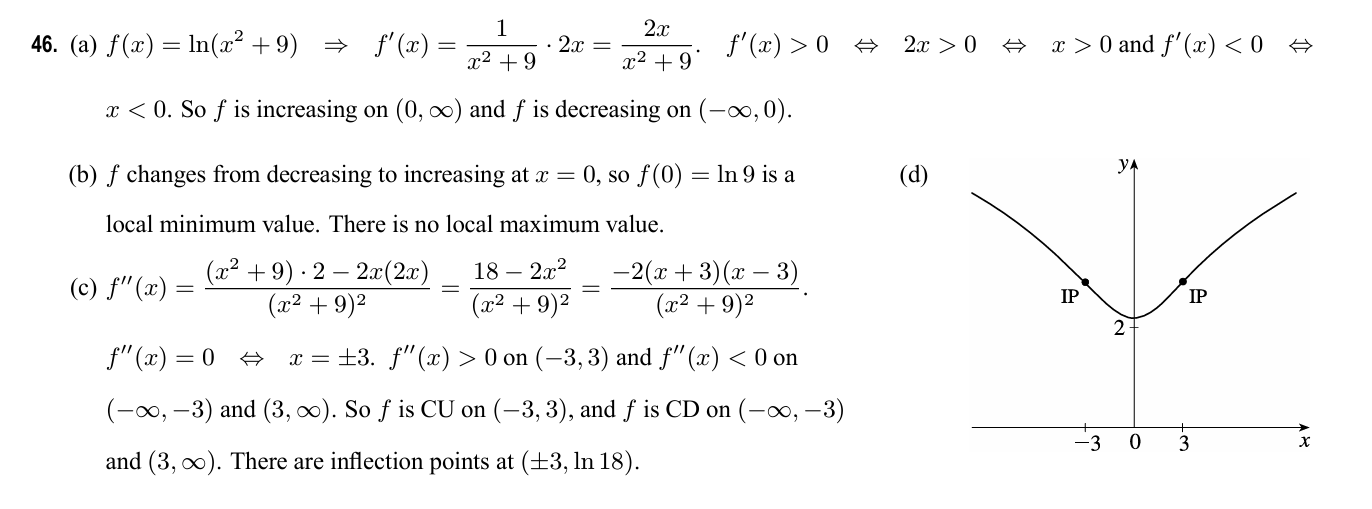 46. (a) f(x) = ln(x² + 9) ⇒ f′(x) = 1/(x² + 9) · 2x = 2x/(x² + 9). f′(x) > 0 ⇔ 2x > 0 ⇔ x > 0 and f′(x) < 0 ⇔
x < 0. So f is increasing on (0, ∞) and f is decreasing on (−∞, 0).
(b) f changes from decreasing to increasing at x = 0, so f(0) = ln 9 is a
local minimum value. There is no local maximum value.
(c) f″(x) = ((x² + 9) · 2 − 2x(2x))/(x² + 9)² = (18 − 2x²)/(x² + 9)² = (−2(x + 3)(x − 3))/(x² + 9)².
f″(x) = 0 ⇔ x = ±3. f″(x) > 0 on (−3, 3) and f″(x) < 0 on
(−∞, −3) and (3, ∞). So f is CU on (−3, 3), and f is CD on (−∞, −3)
and (3, ∞). There are inflection points at (±3, ln 18).
(d)
y
IP IP
2
−3 0 3 x